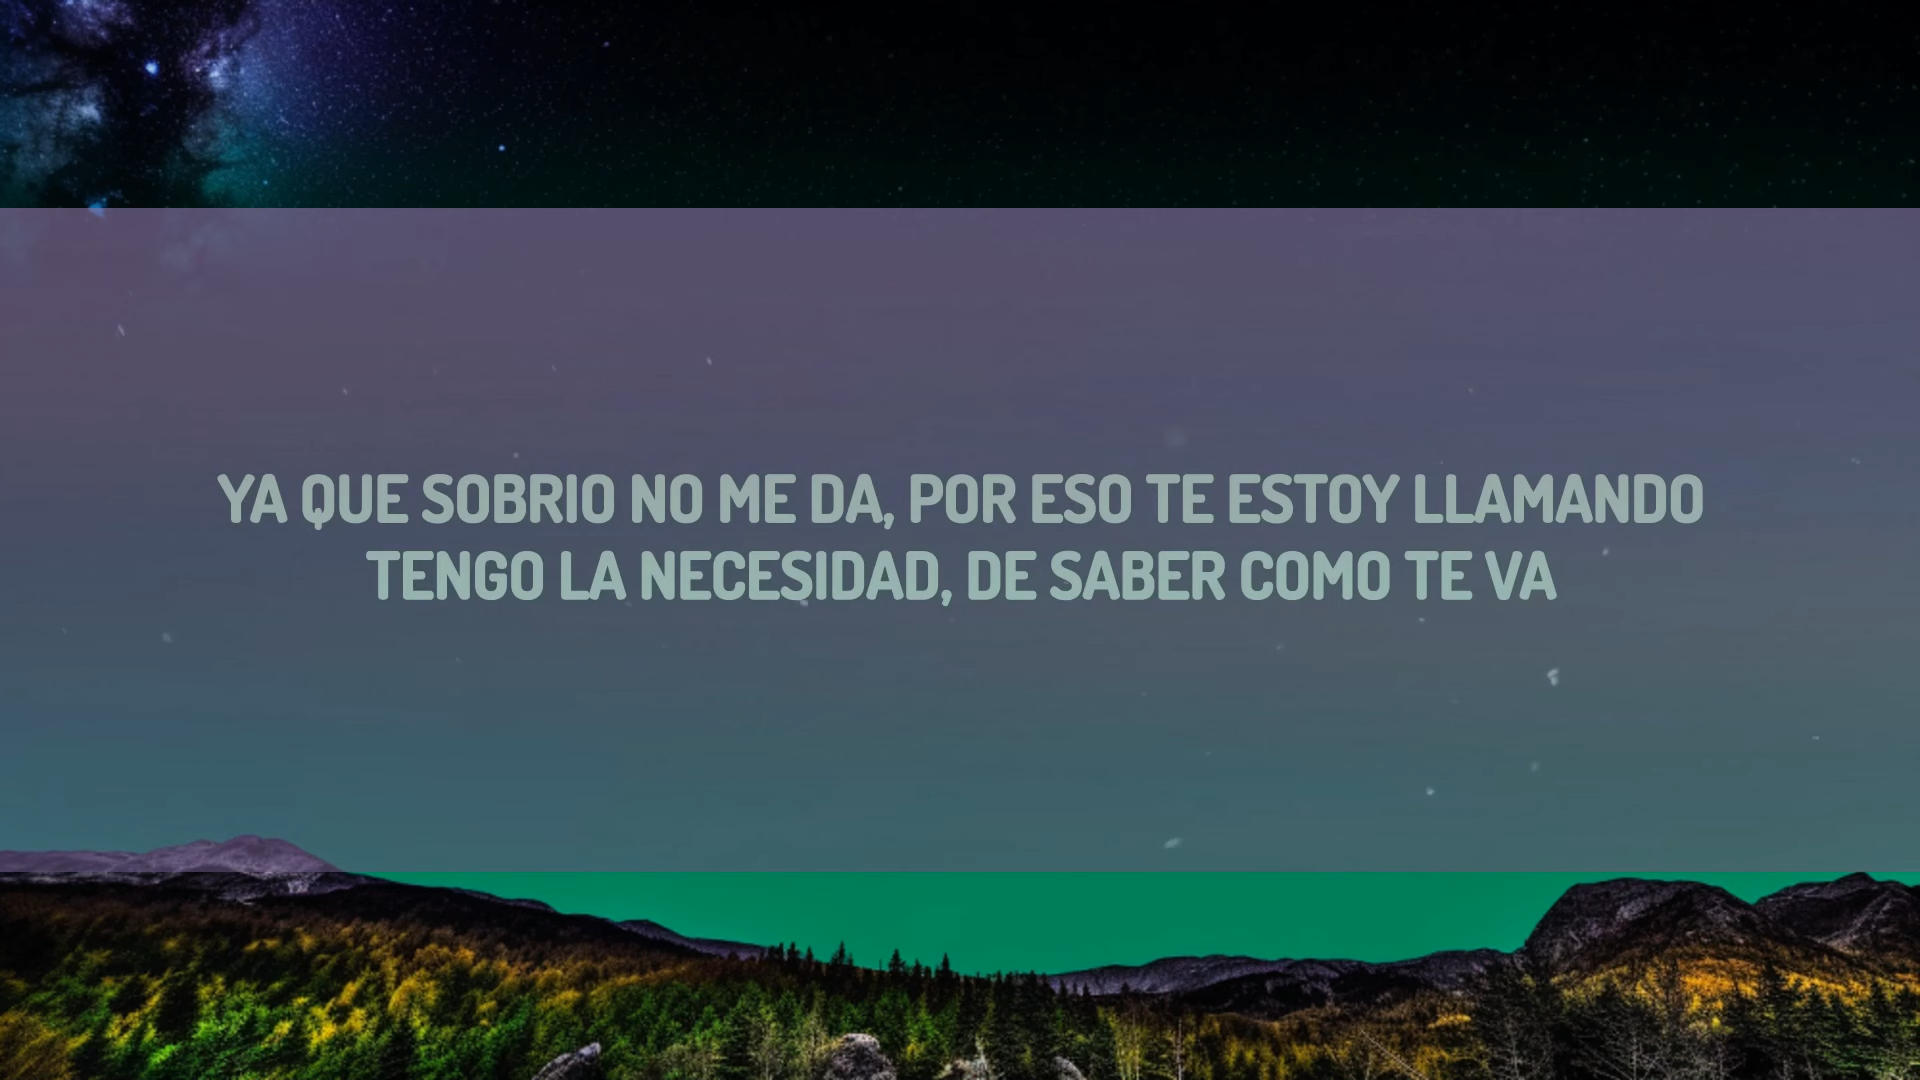 YA QUE SOBRIO NO ME DA, POR ESO TE ESTOY LLAMANDO
TENGO LA NECESIDAD, DE SABER COMO TE VA